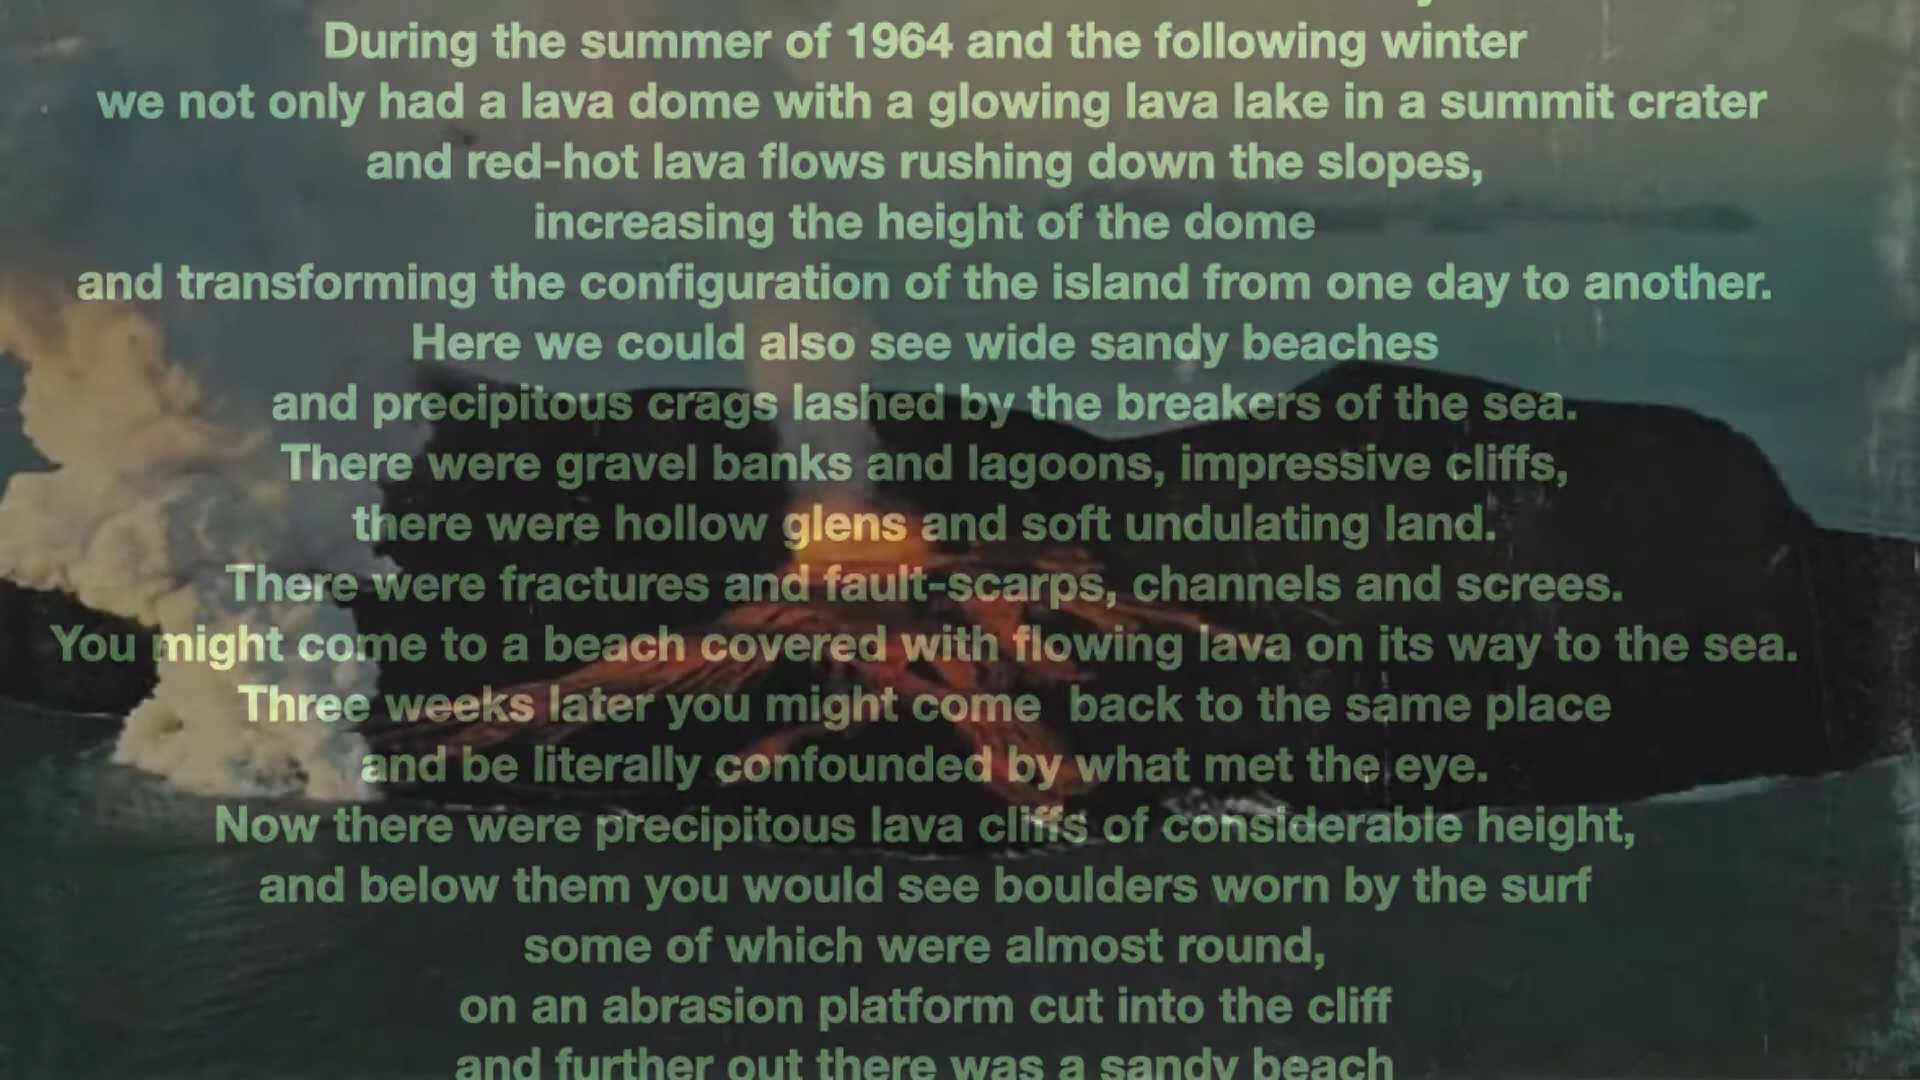 During the summer of 1964 and the following winter
we not only had a lava dome with a glowing lava lake in a summit crater
and red-hot lava flows rushing down the slopes,
increasing the height of the dome
and transforming the configuration of the island from one day to another.
Here we could also see wide sandy beaches
and precipitous crags lashed by the breakers of the sea.
There were gravel banks and lagoons, impressive cliffs,
there were hollow glens and soft undulating land.
There were fractures and fault-scarps, channels and screes.
You might come to a beach covered with flowing lava on its way to the sea.
Three weeks later you might come  back to the same place
and be literally confounded by what met the eye.
Now there were precipitous lava cliffs of considerable height,
and below them you would see boulders worn by the surf
some of which were almost round,
on an abrasion platform cut into the cliff
and further out there was a sandy beach